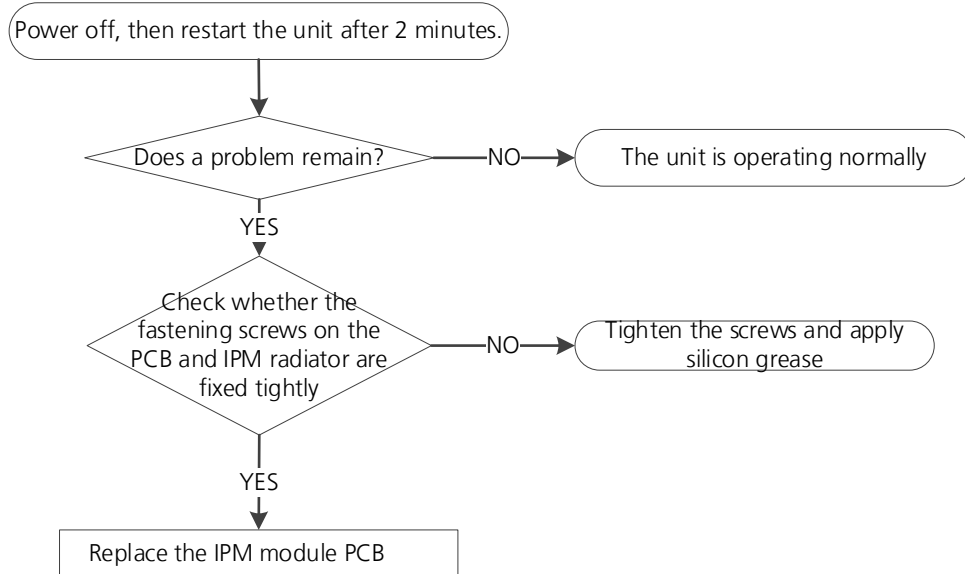 Power off, then restart the unit after 2 minutes.
Does a problem remain?
NO
The unit is operating normally
YES
Check whether the
fastening screws on the
PCB and IPM radiator are
fixed tightly
NO
Tighten the screws and apply
silicon grease
YES
Replace the IPM module PCB